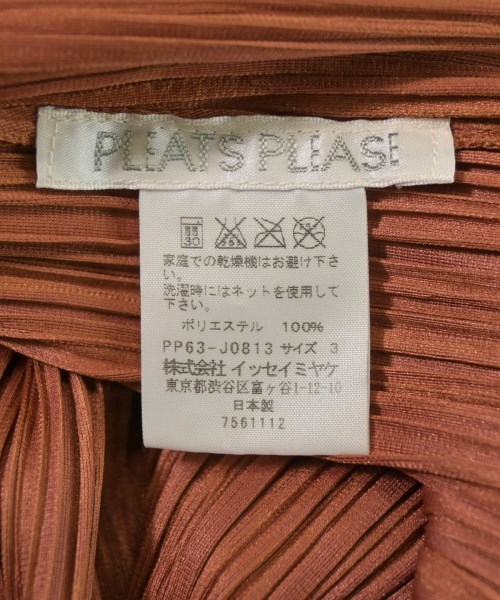 PLEATS PLEASE
30
家庭での乾燥機はお避け下さ
い。
洗濯時にはネットを使用して
下さい。
ポリエステル 100%
PP63-J0813 サイズ 3
株式会社 イッセイミヤケ
東京都渋谷区富ヶ谷1-12-10
日本製
7561112